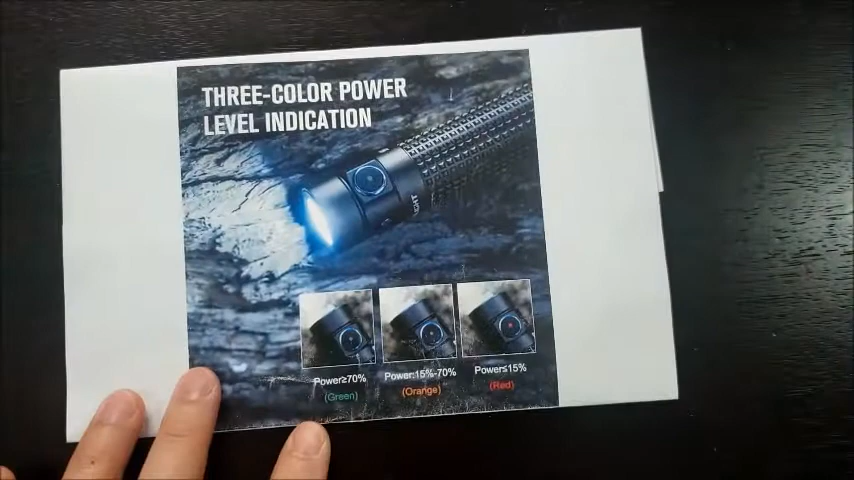 THREE-COLOR POWER
LEVEL INDICATION
Power≥70%
(Green)
Power:15%-70%
(Orange)
Power≤15%
(Red)